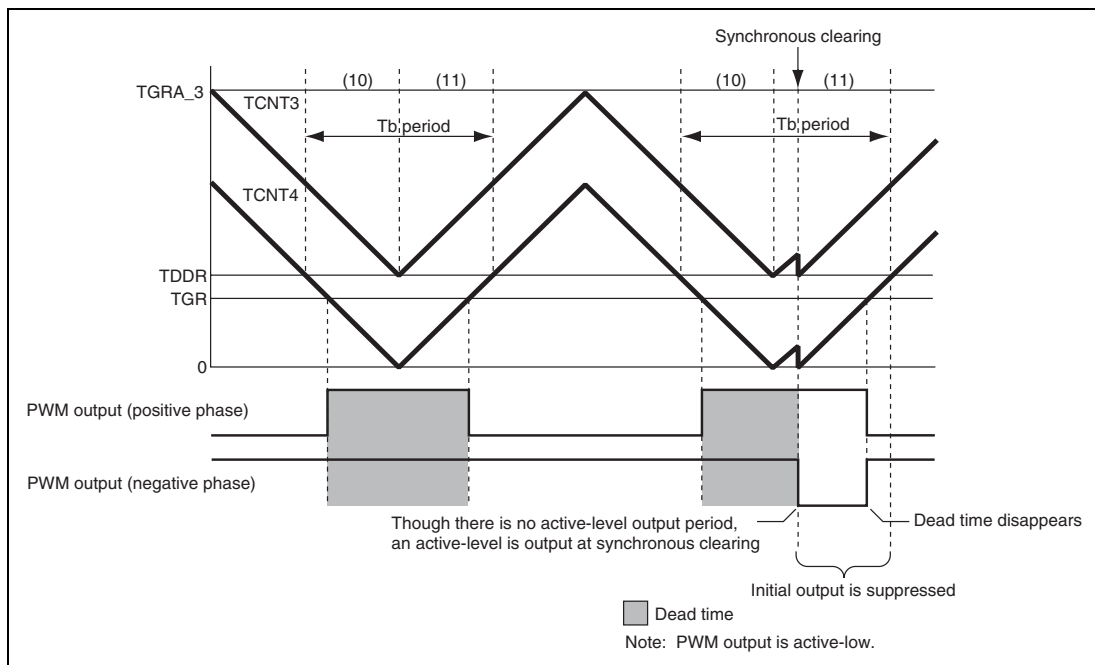 Synchronous clearing
(10) (11) (10) (11)
TGRA_3
TCNT3
Tb period Tb period
TCNT4
TDDR
TGR
0
PWM output (positive phase)
PWM output (negative phase)
Though there is no active-level output period,
an active-level is output at synchronous clearing
Dead time disappears
Initial output is suppressed
Dead time
Note: PWM output is active-low.